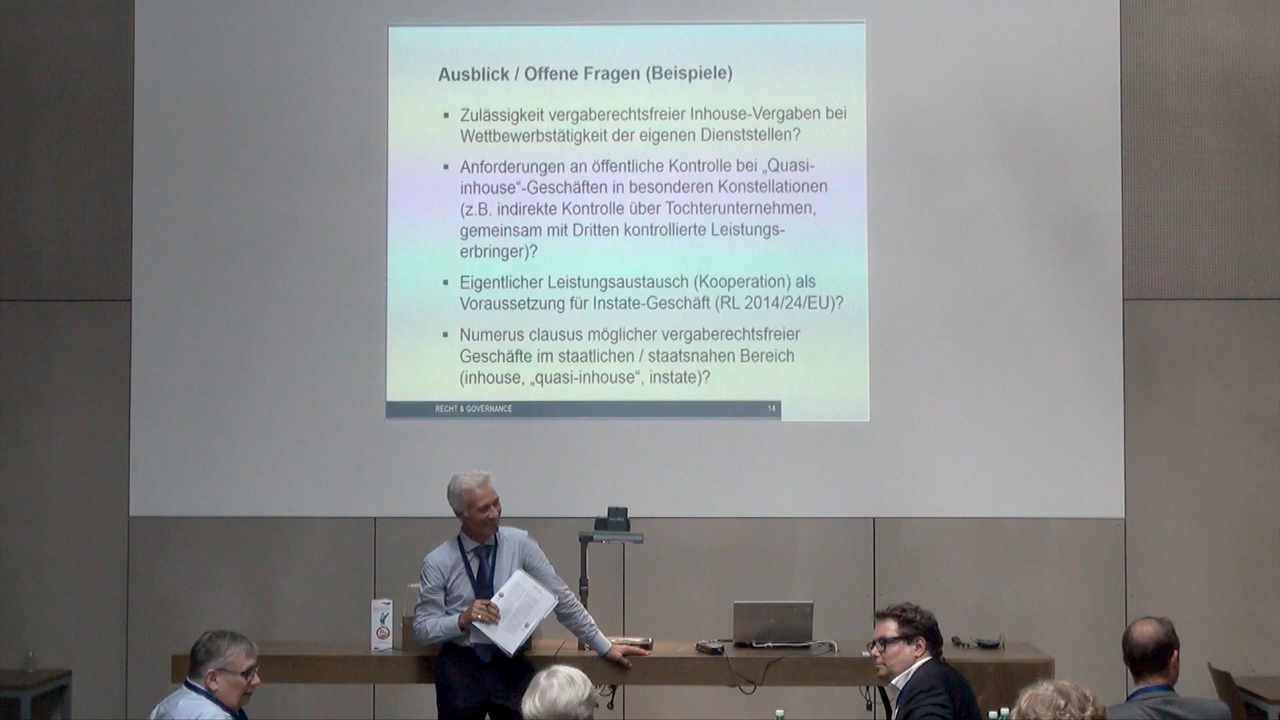 Ausblick / Offene Fragen (Beispiele)
▪ Zulässigkeit vergaberechtsfreier Inhouse-Vergaben bei
Wettbewerbstätigkeit der eigenen Dienststellen?
▪ Anforderungen an öffentliche Kontrolle bei „Quasi-
inhouse“-Geschäften in besonderen Konstellationen
(z.B. indirekte Kontrolle über Tochterunternehmen,
gemeinsam mit Dritten kontrollierte Leistungs-
erbringer)?
▪ Eigentlicher Leistungsaustausch (Kooperation) als
Voraussetzung für Instate-Geschäft (RL 2014/24/EU)?
▪ Numerus clausus möglicher vergaberechtsfreier
Geschäfte im staatlichen / staatsnahen Bereich
(inhouse, „quasi-inhouse“, instate)?
RECHT & GOVERNANCE 14